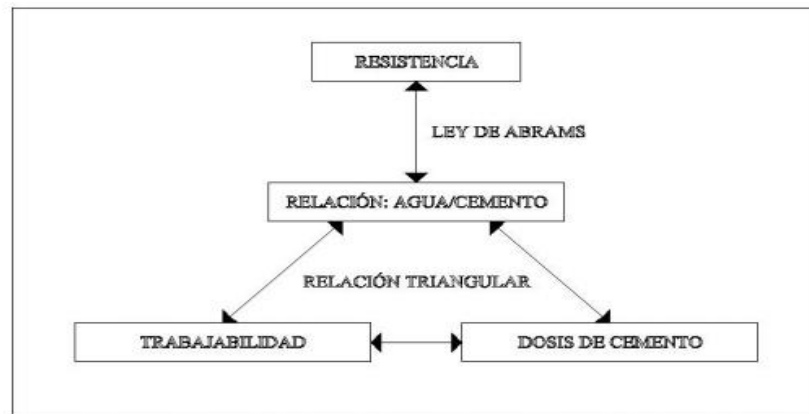 RESISTENCIA
LEY DE ABRAMS
RELACIÓN: AGUA/CEMENTO
RELACIÓN TRIANGULAR
TRABAJABILIDAD
DOSIS DE CEMENTO